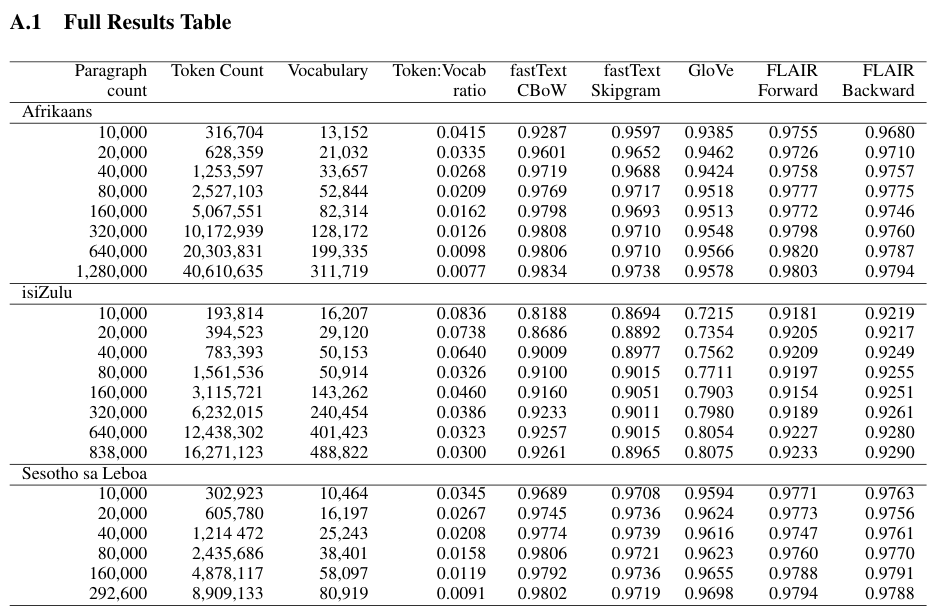 A.1 Full Results Table
Paragraph Token Count Vocabulary Token:Vocab fastText fastText GloVe FLAIR FLAIR
count ratio CBoW Skipgram Forward Backward
Afrikaans
10,000 316,704 13,152 0.0415 0.9287 0.9597 0.9385 0.9755 0.9680
20,000 628,359 21,032 0.0335 0.9601 0.9652 0.9462 0.9726 0.9710
40,000 1,253,597 33,657 0.0268 0.9719 0.9688 0.9424 0.9758 0.9757
80,000 2,527,103 52,844 0.0209 0.9769 0.9717 0.9518 0.9777 0.9775
160,000 5,067,551 82,314 0.0162 0.9798 0.9693 0.9513 0.9772 0.9746
320,000 10,172,939 128,172 0.0126 0.9808 0.9710 0.9548 0.9798 0.9760
640,000 20,303,831 199,335 0.0098 0.9806 0.9710 0.9566 0.9820 0.9787
1,280,000 40,610,635 311,719 0.0077 0.9834 0.9738 0.9578 0.9803 0.9794
isiZulu
10,000 193,814 16,207 0.0836 0.8188 0.8694 0.7215 0.9181 0.9219
20,000 394,523 29,120 0.0738 0.8686 0.8892 0.7354 0.9205 0.9217
40,000 783,393 50,153 0.0640 0.9009 0.8977 0.7562 0.9209 0.9249
80,000 1,561,536 50,914 0.0326 0.9100 0.9015 0.7711 0.9197 0.9255
160,000 3,115,721 143,262 0.0460 0.9160 0.9051 0.7903 0.9154 0.9251
320,000 6,232,015 240,454 0.0386 0.9233 0.9011 0.7980 0.9189 0.9261
640,000 12,438,302 401,423 0.0323 0.9257 0.9015 0.8054 0.9227 0.9280
838,000 16,271,123 488,822 0.0300 0.9261 0.8965 0.8075 0.9233 0.9290
Sesotho sa Leboa
10,000 302,923 10,464 0.0345 0.9689 0.9708 0.9594 0.9771 0.9763
20,000 605,780 16,197 0.0267 0.9745 0.9736 0.9624 0.9773 0.9756
40,000 1,214 472 25,243 0.0208 0.9774 0.9739 0.9616 0.9747 0.9761
80,000 2,435,686 38,401 0.0158 0.9806 0.9721 0.9623 0.9760 0.9770
160,000 4,878,117 58,097 0.0119 0.9792 0.9736 0.9655 0.9788 0.9791
292,600 8,909,133 80,919 0.0091 0.9802 0.9719 0.9698 0.9794 0.9788